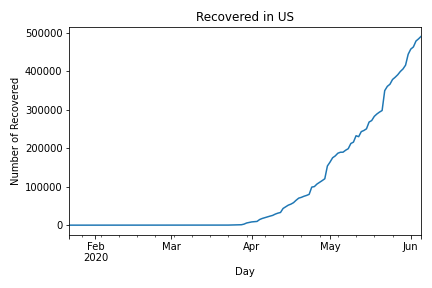 Recovered in US
Number of Recovered
500000
400000
300000
200000
100000
0
Feb
2020
Mar
Apr
May
Jun
Day